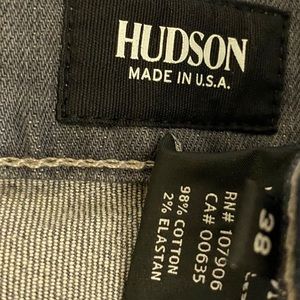 HUDSON
MADE IN U.S.A.
38
RN# 107906
CA# 00635
98% COTTON
2% ELASTAN